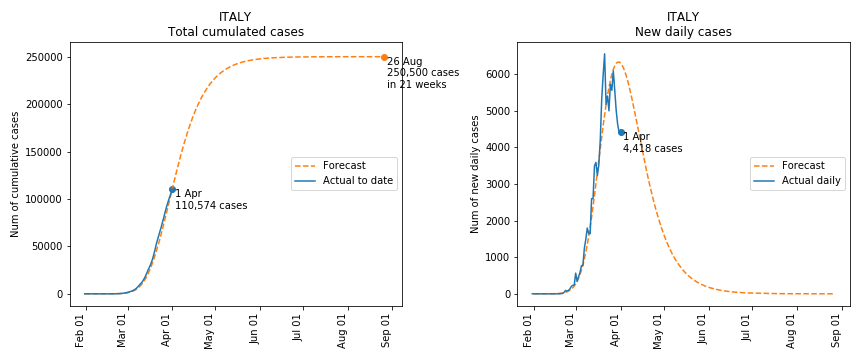 ITALY
Total cumulated cases
Num of cumulative cases
250000
200000
150000
100000
50000
0
26 Aug
250,500 cases
in 21 weeks
Forecast
Actual to date
1 Apr
110,574 cases
Feb 01
Mar 01
Apr 01
May 01
Jun 01
Jul 01
Aug 01
Sep 01
ITALY
New daily cases
Num of new daily cases
6000
5000
4000
3000
2000
1000
0
1 Apr
4,418 cases
Forecast
Actual daily
Feb 01
Mar 01
Apr 01
May 01
Jun 01
Jul 01
Aug 01
Sep 01